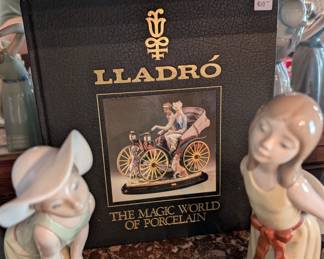 LLADRÓ
THE MAGIC WORLD
OF PORCELAIN